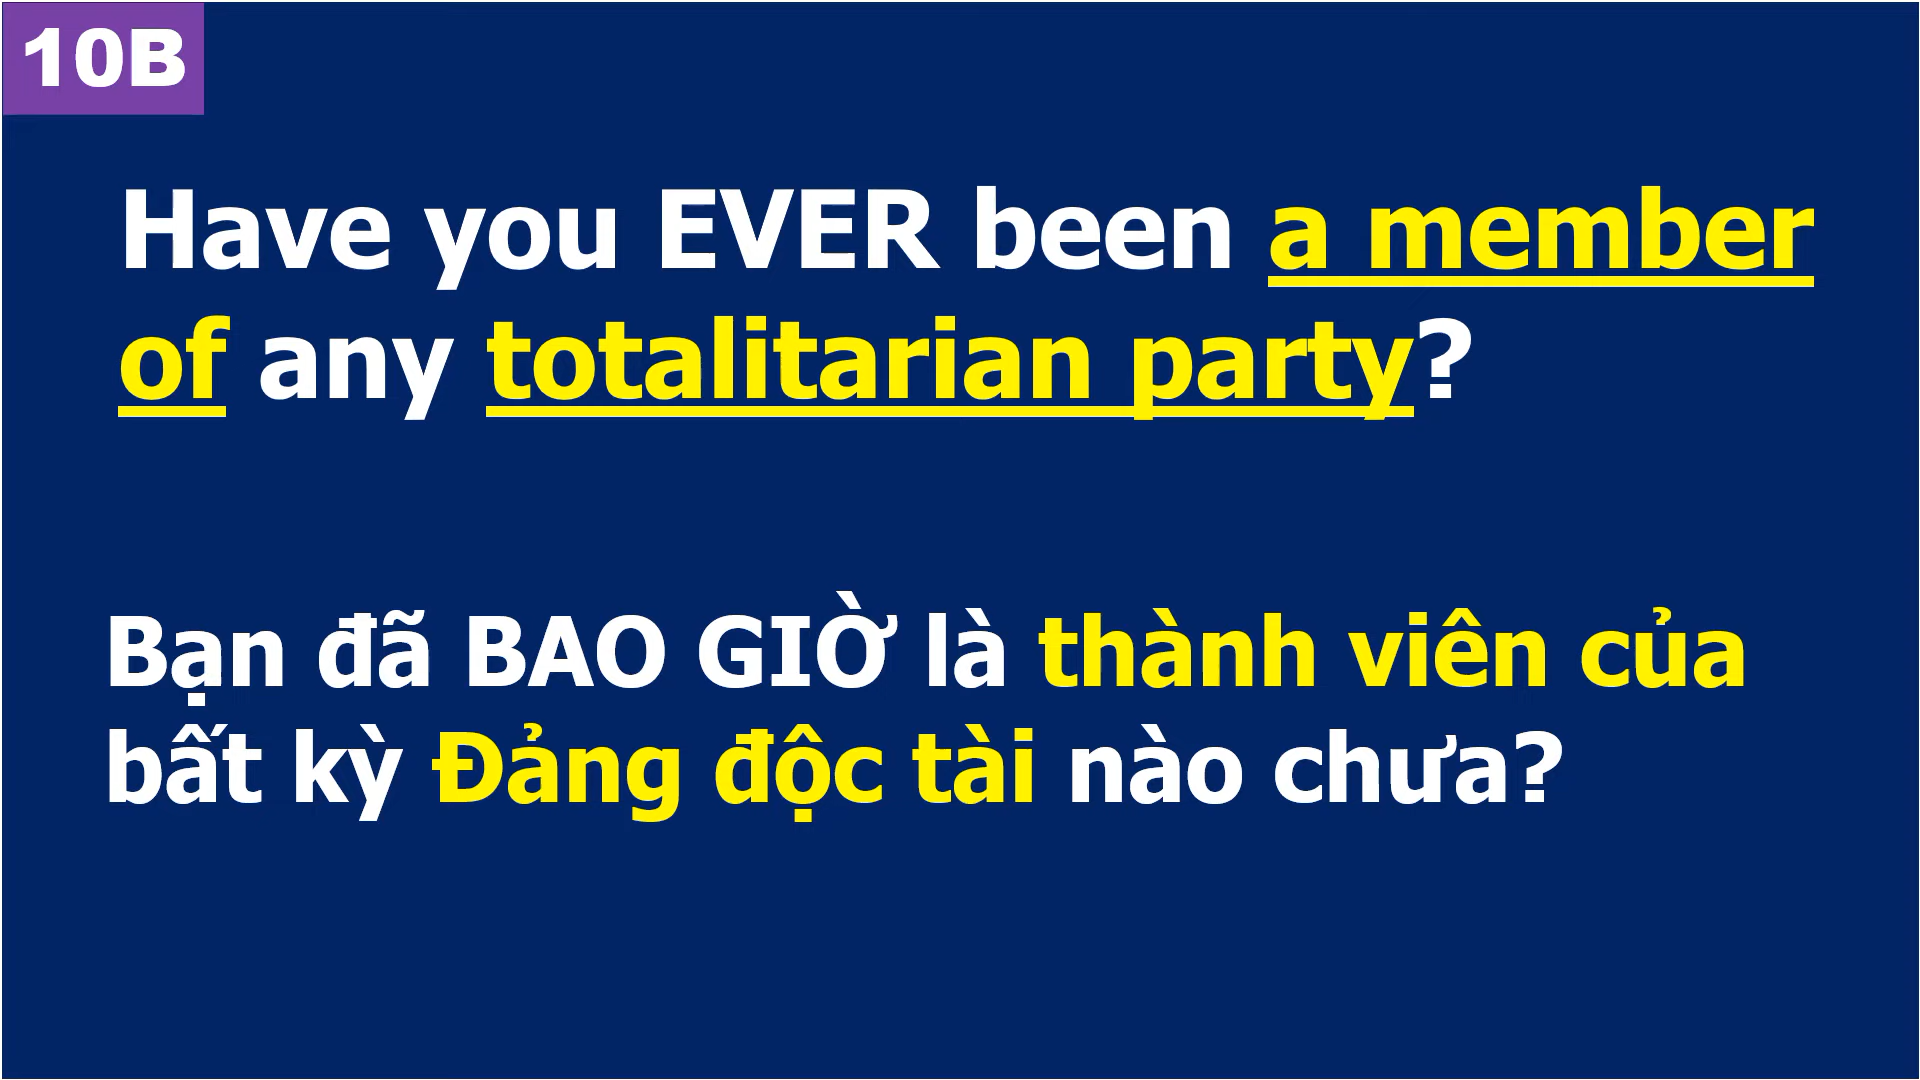 10B
Have you EVER been a member
of any totalitarian party?
Bạn đã BAO GIỜ là thành viên của
bất kỳ Đảng độc tài nào chưa?